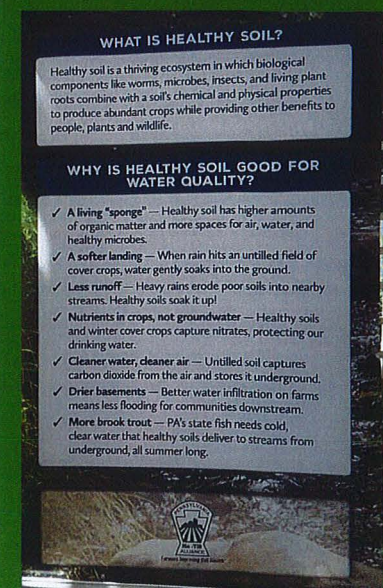 WHAT IS HEALTHY SOIL?
Healthy soil is a thriving ecosystem in which biological
components like worms, microbes, insects, and living plant
roots combine with a soil's chemical and physical properties
to produce abundant crops while providing other benefits to
people, plants and wildlife.
WHY IS HEALTHY SOIL GOOD FOR
WATER QUALITY?
✓ A living "sponge" — Healthy soil has higher amounts
of organic matter and more spaces for air, water, and
healthy microbes.
✓ A softer landing — When rain hits an untilled field of
cover crops, water gently soaks into the ground.
✓ Less runoff — Heavy rains erode poor soils into nearby
streams. Healthy soils soak it up!
✓ Nutrients in crops, not groundwater — Healthy soils
and winter cover crops capture nitrates, protecting our
drinking water.
✓ Cleaner water, cleaner air — Untilled soil captures
carbon dioxide from the air and stores it underground.
✓ Drier basements — Better water infiltration on farms
means less flooding for communities downstream.
✓ More brook trout — PA's state fish needs cold,
clear water that healthy soils deliver to streams from
underground, all summer long.
PENNSYLVANIA
No-Till
ALLIANCE